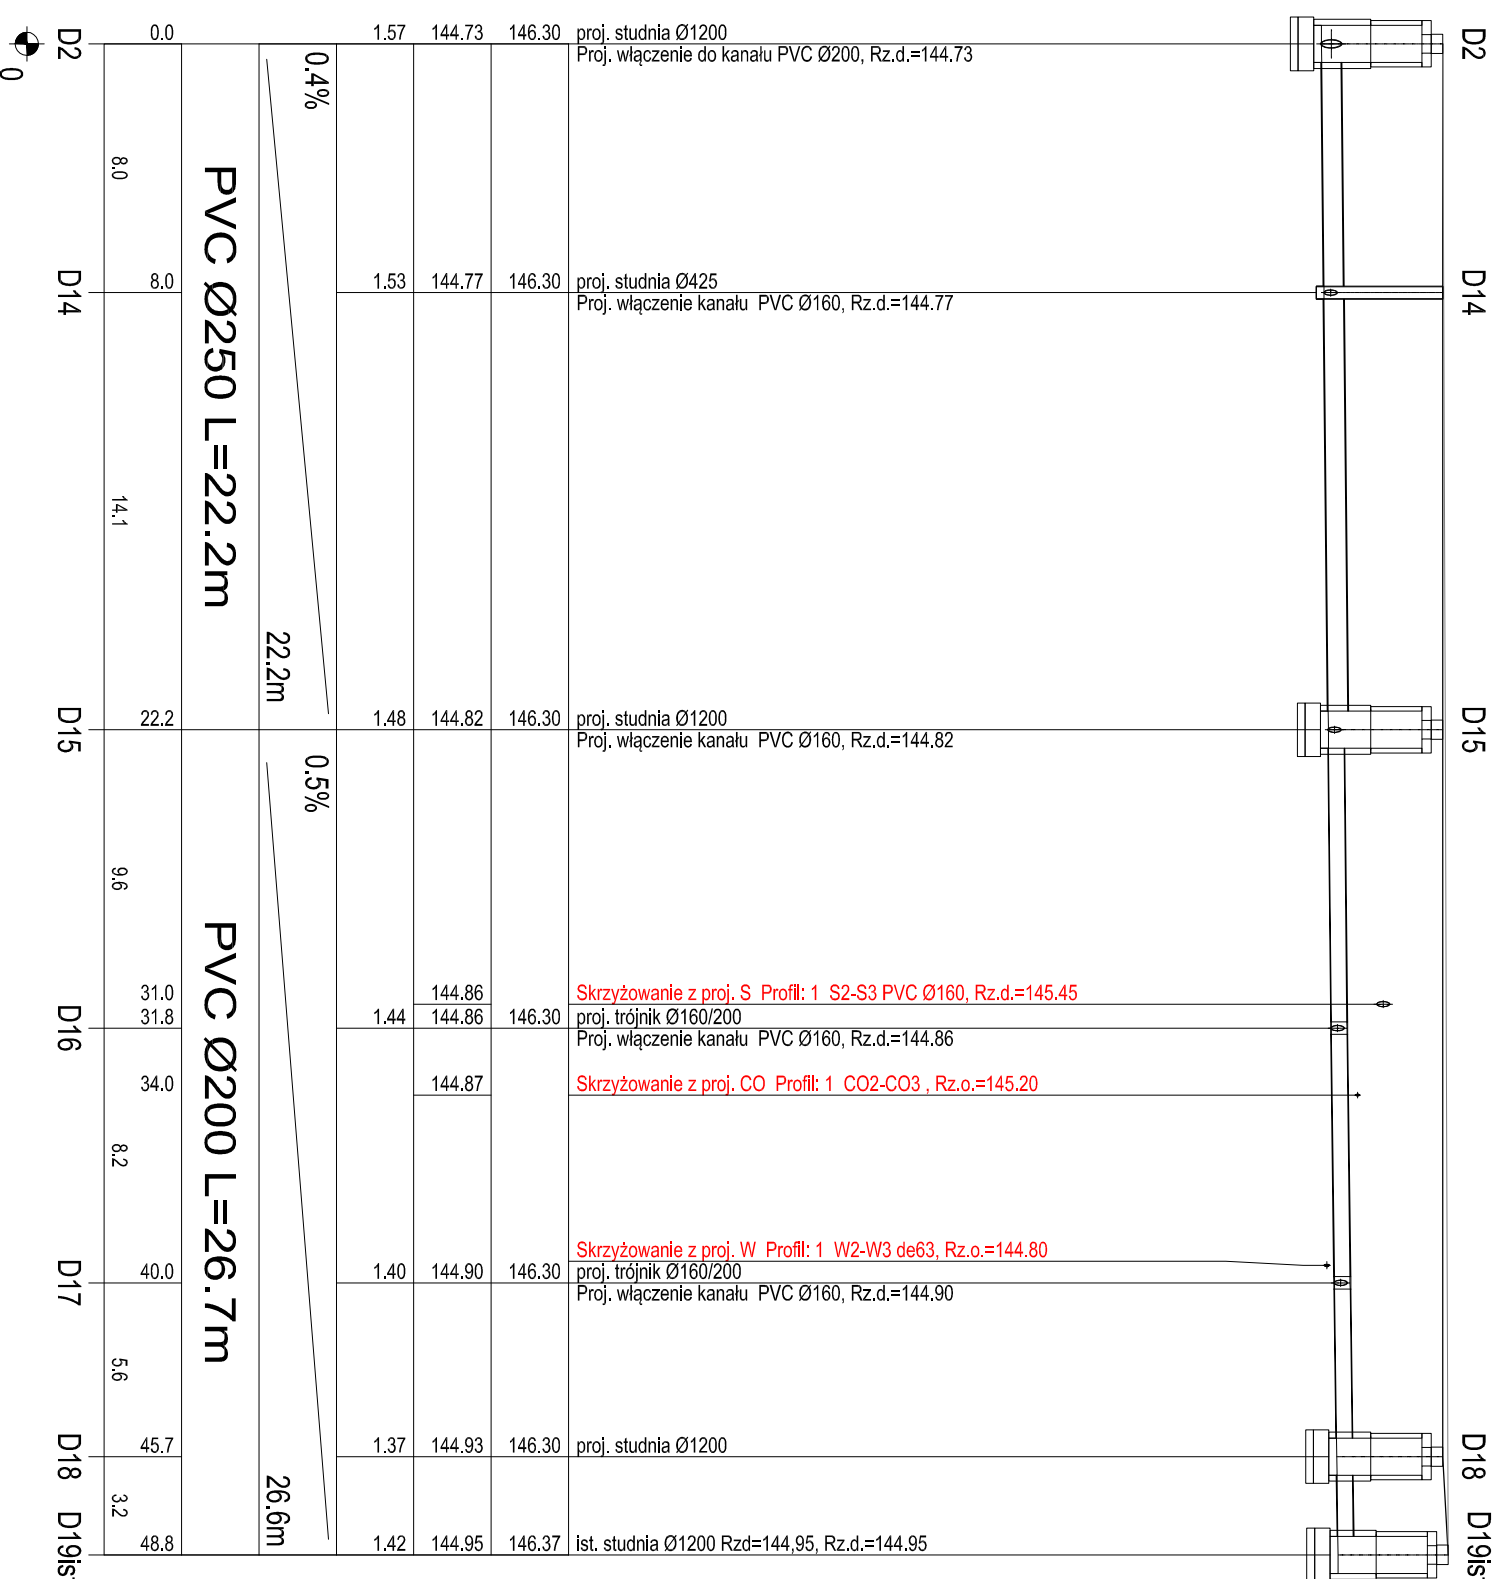 D2
0.0
1.57
144.73
146.30
proj. studnia Ø1200
Proj. włączenie do kanału PVC Ø200, Rz.d.=144.73
D2
0
0.4%
8.0
PVC Ø250 L=22.2m
D14
8.0
1.53
144.77
146.30
proj. studnia Ø425
Proj. włączenie kanału PVC Ø160, Rz.d.=144.77
D14
14.1
22.2m
D15
22.2
1.48
144.82
146.30
proj. studnia Ø1200
Proj. włączenie kanału PVC Ø160, Rz.d.=144.82
D15
0.5%
9.6
PVC Ø200 L=26.7m
31.0
144.86
Skrzyżowanie z proj. S Profil: 1 S2-S3 PVC Ø160, Rz.d.=145.45
D16
31.8
1.44
144.86
146.30
proj. trójnik Ø160/200
Proj. włączenie kanału PVC Ø160, Rz.d.=144.86
34.0
144.87
Skrzyżowanie z proj. CO Profil: 1 CO2-CO3 , Rz.o.=145.20
8.2
Skrzyżowanie z proj. W Profil: 1 W2-W3 de63, Rz.o.=144.80
D17
40.0
1.40
144.90
146.30
proj. trójnik Ø160/200
Proj. włączenie kanału PVC Ø160, Rz.d.=144.90
5.6
D18
45.7
1.37
144.93
146.30
proj. studnia Ø1200
D18
3.2
26.6m
D19is
48.8
1.42
144.95
146.37
ist. studnia Ø1200 Rzd=144,95, Rz.d.=144.95
D19is